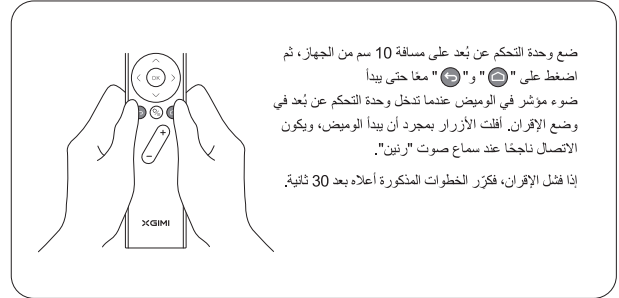 ضع وحدة التحكم عن بُعد على مسافة 10 سم من الجهاز، ثم
اضغط على " " و" " معًا حتى يبدأ
ضوء مؤشر في الوميض عندما تدخل وحدة التحكم عن بُعد في
وضع الإقران. أفلت الأزرار بمجرد أن يبدأ الوميض، ويكون
الاتصال ناجحًا عند سماع صوت "رنين".
إذا فشل الإقران، فكرّر الخطوات المذكورة أعلاه بعد 30 ثانية.
OK
+
−
XGIMI